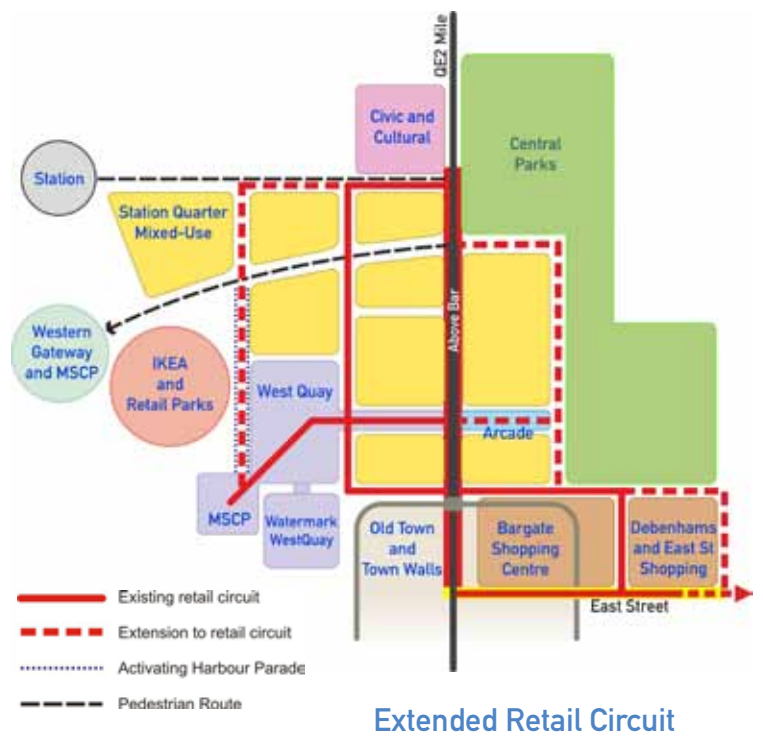 QE2 Mile
Civic and
Cultural
Central
Parks
Station
Station Quarter
Mixed-Use
Above Bar
Western
Gateway
and MSCP
IKEA
and
Retail Parks
West Quay
Arcade
MSCP
Watermark
WestQuay
Old Town
and
Town Walls
Bargate
Shopping
Centre
Debenhams
and East St
Shopping
East Street
Existing retail circuit
Extension to retail circuit
Activating Harbour Parade
Pedestrian Route
Extended Retail Circuit